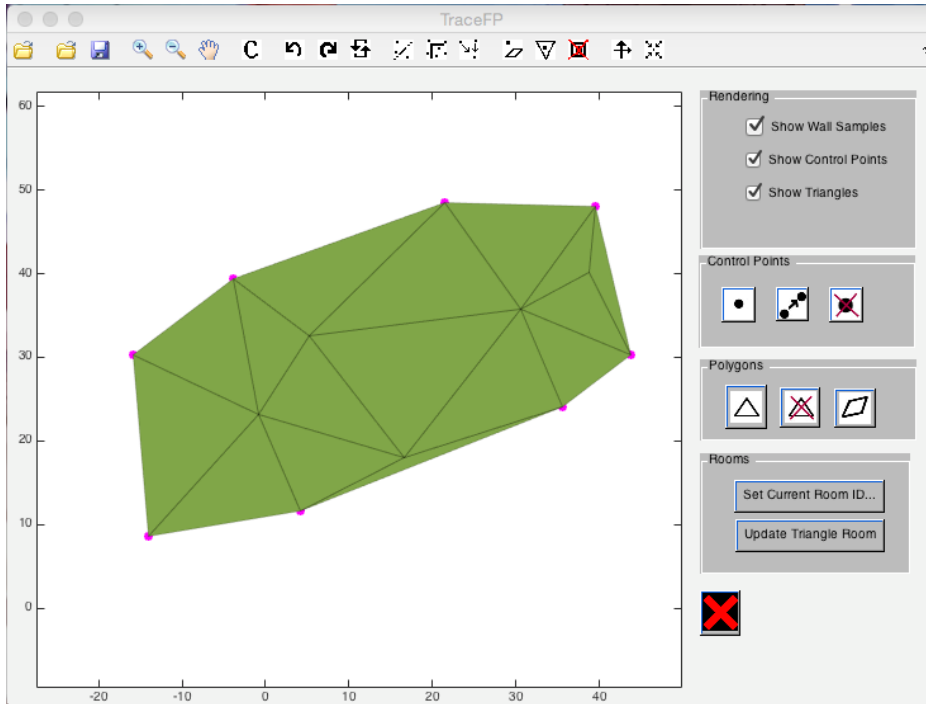 TraceFP
C
Rendering
60
Show Wall Samples
Show Control Points
50
Show Triangles
40
Control Points
30
Polygons
20
Rooms
Set Current Room ID...
10
Update Triangle Room
0
-20 -10 0 10 20 30 40